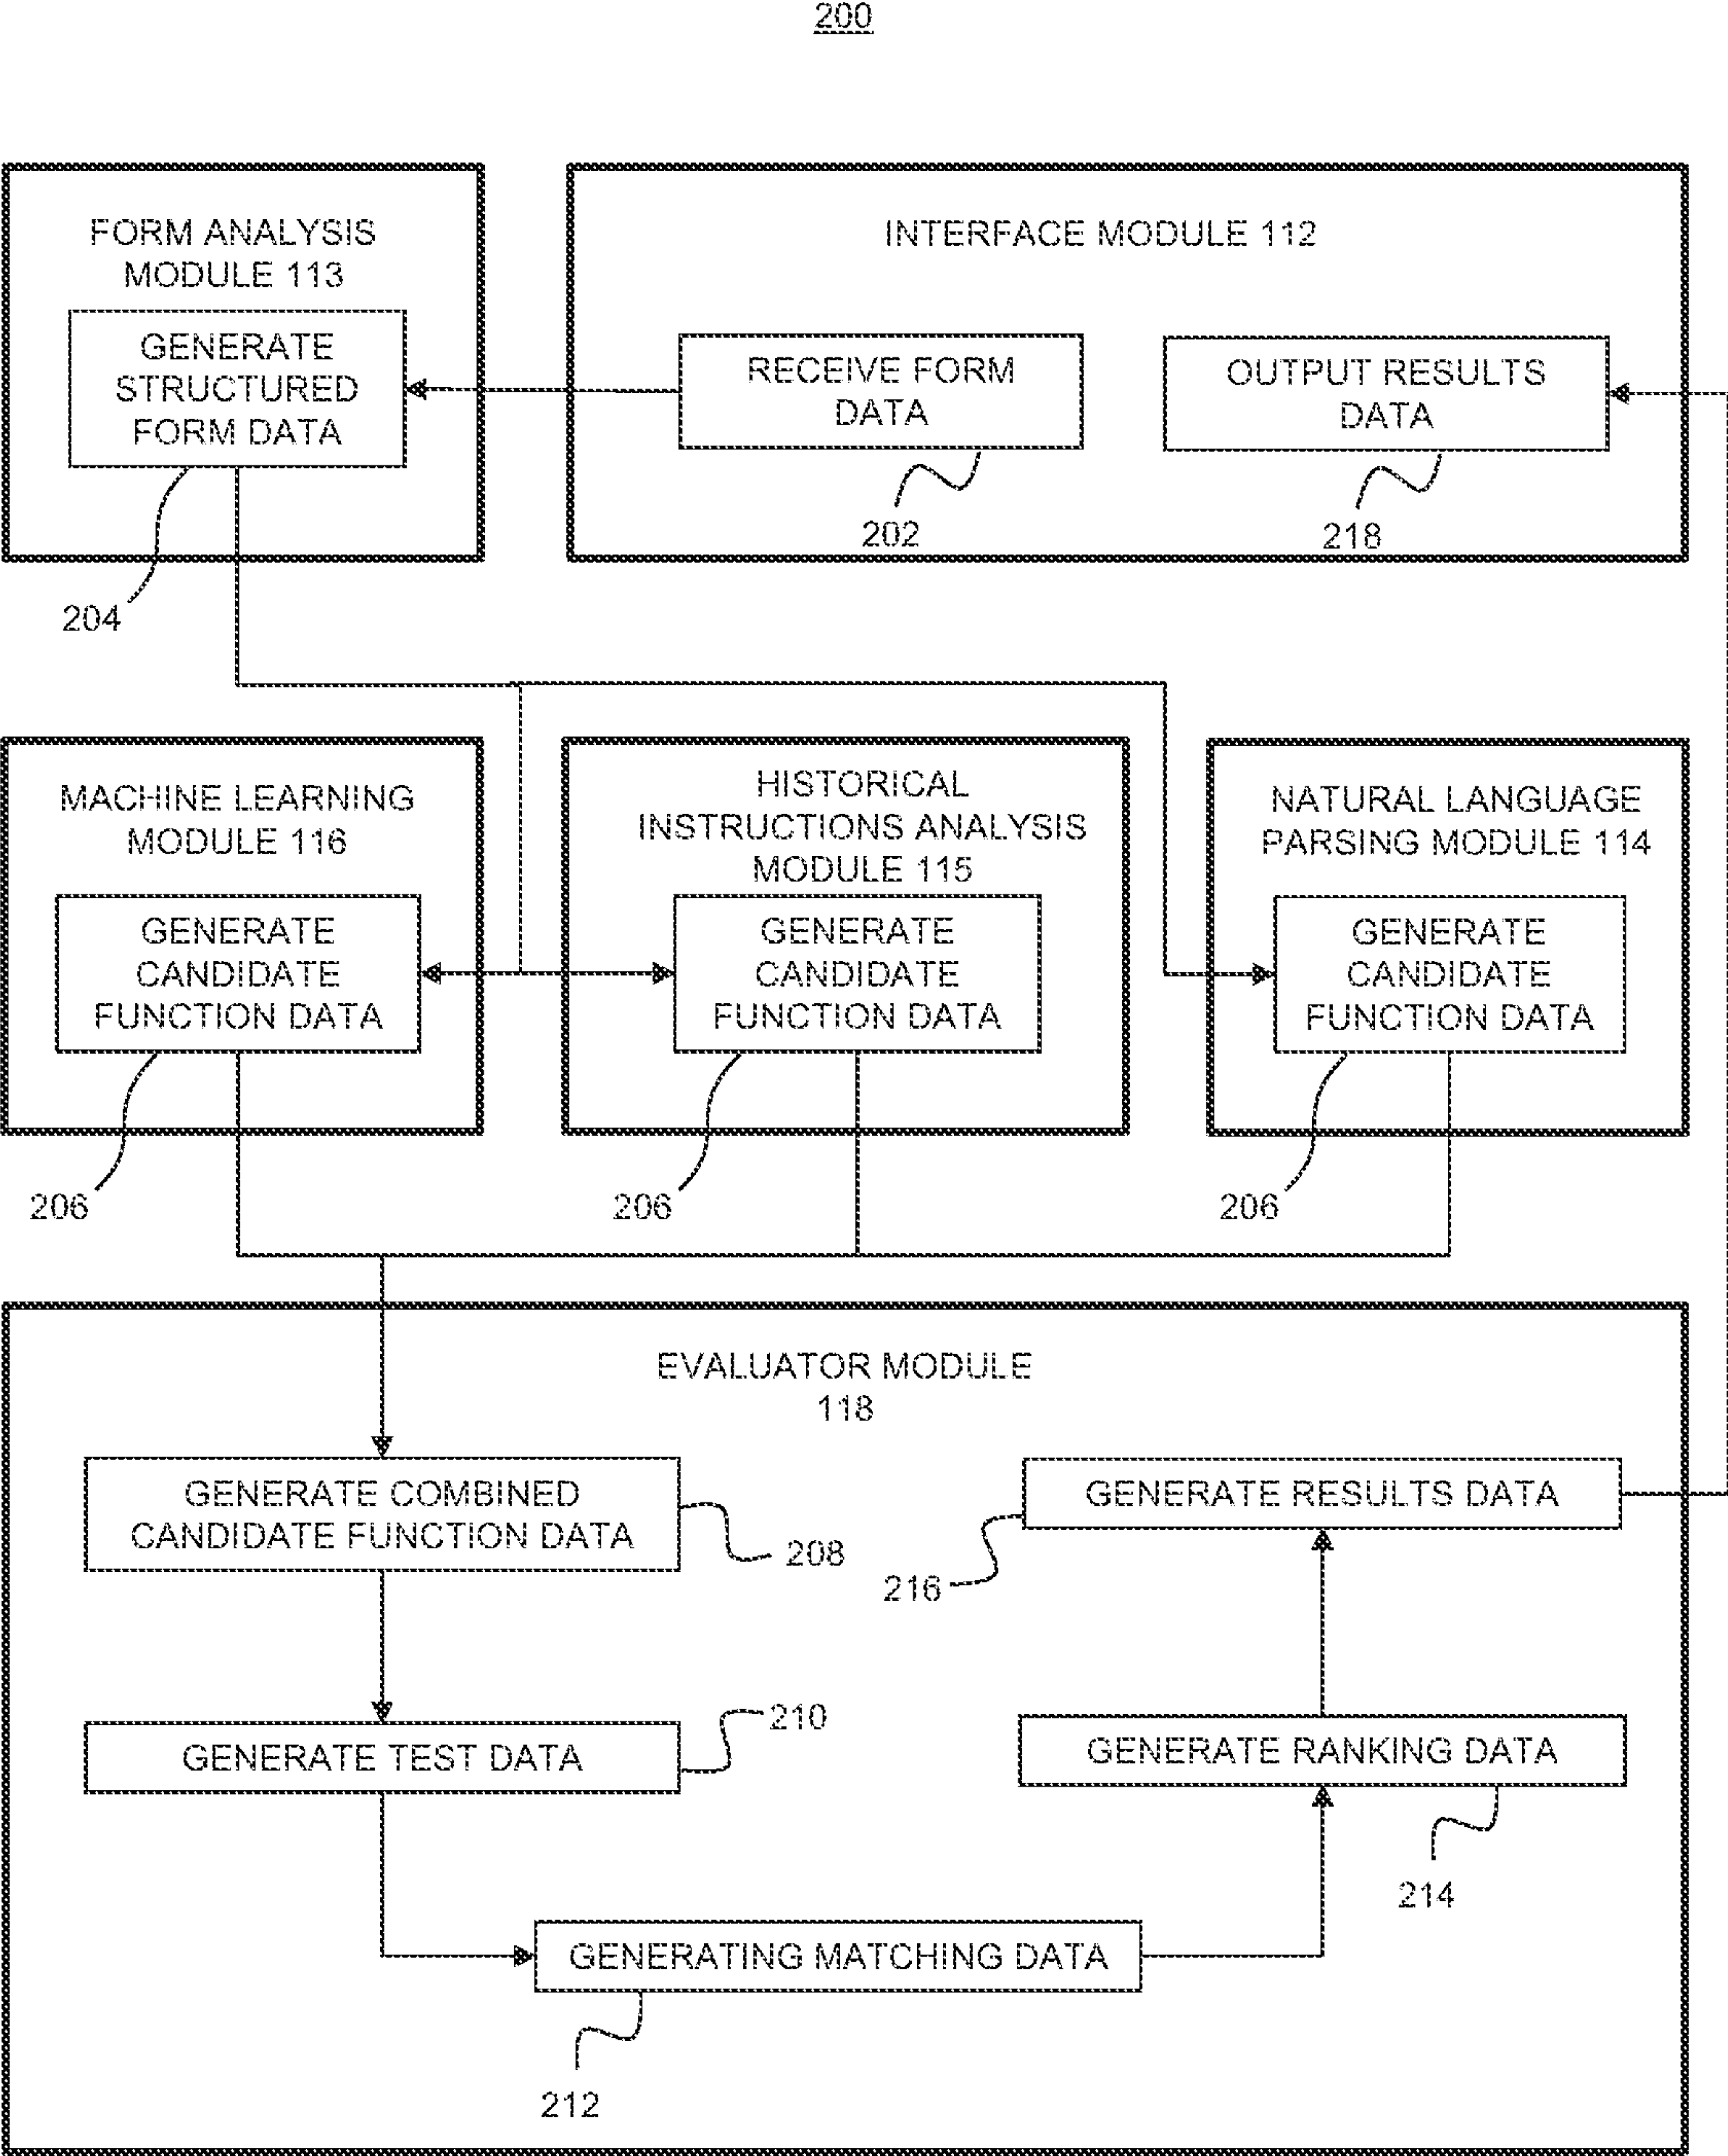 200
FORM ANALYSIS
MODULE 113
GENERATE
STRUCTURED
FORM DATA
204
INTERFACE MODULE 112
RECEIVE FORM
DATA
202
OUTPUT RESULTS
DATA
218
MACHINE LEARNING
MODULE 116
GENERATE
CANDIDATE
FUNCTION DATA
206
HISTORICAL
INSTRUCTIONS ANALYSIS
MODULE 115
GENERATE
CANDIDATE
FUNCTION DATA
206
NATURAL LANGUAGE
PARSING MODULE 114
GENERATE
CANDIDATE
FUNCTION DATA
206
EVALUATOR MODULE
118
GENERATE COMBINED
CANDIDATE FUNCTION DATA
208
GENERATE RESULTS DATA
216
GENERATE TEST DATA
210
GENERATE RANKING DATA
214
GENERATING MATCHING DATA
212